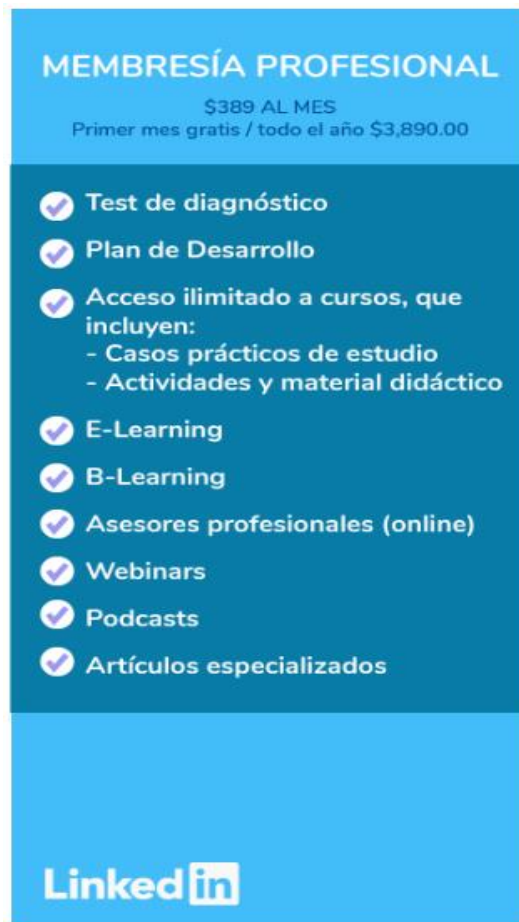 MEMBRESÍA PROFESIONAL
$389 AL MES
Primer mes gratis / todo el año $3,890.00
Test de diagnóstico
Plan de Desarrollo
Acceso ilimitado a cursos, que
incluyen:
- Casos prácticos de estudio
- Actividades y material didáctico
E-Learning
B-Learning
Asesores profesionales (online)
Webinars
Podcasts
Artículos especializados
Linked in